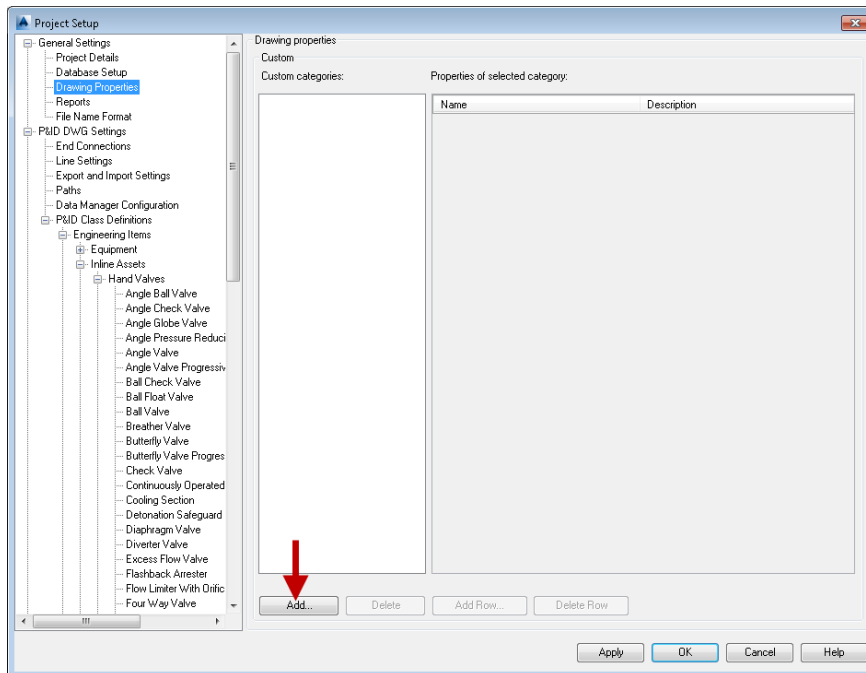 Project Setup
General Settings
Project Details
Database Setup
Drawing Properties
Reports
File Name Format
P&ID DWG Settings
End Connections
Line Settings
Export and Import Settings
Paths
Data Manager Configuration
P&ID Class Definitions
Engineering Items
Equipment
Inline Assets
Hand Valves
Angle Ball Valve
Angle Check Valve
Angle Globe Valve
Angle Pressure Reduci
Angle Valve
Angle Valve Progressiv
Ball Check Valve
Ball Float Valve
Ball Valve
Breather Valve
Butterfly Valve
Butterfly Valve Progres
Check Valve
Continuously Operated
Cooling Section
Detonation Safeguard
Diaphragm Valve
Diverter Valve
Excess Flow Valve
Flashback Arrester
Flow Limiter With Orific
Four Way Valve
Drawing properties
Custom
Custom categories: Properties of selected category:
Name Description
Add... Delete Add Row... Delete Row
Apply OK Cancel Help